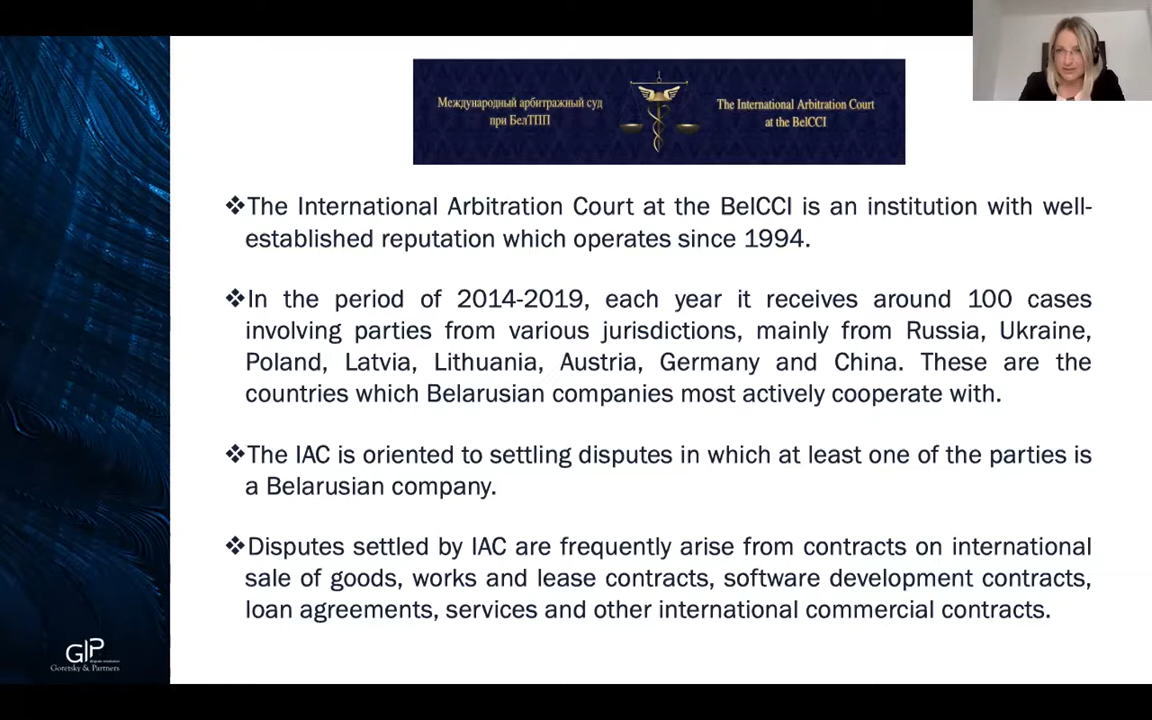 Международный арбитражный суд
при БелТПП
The International Arbitration Court
at the BelCCI
❖The International Arbitration Court at the BelCCI is an institution with well-
established reputation which operates since 1994.
❖In the period of 2014-2019, each year it receives around 100 cases
involving parties from various jurisdictions, mainly from Russia, Ukraine,
Poland, Latvia, Lithuania, Austria, Germany and China. These are the
countries which Belarusian companies most actively cooperate with.
❖The IAC is oriented to settling disputes in which at least one of the parties is
a Belarusian company.
❖Disputes settled by IAC are frequently arise from contracts on international
sale of goods, works and lease contracts, software development contracts,
loan agreements, services and other international commercial contracts.
GP
Goretsky & Partners